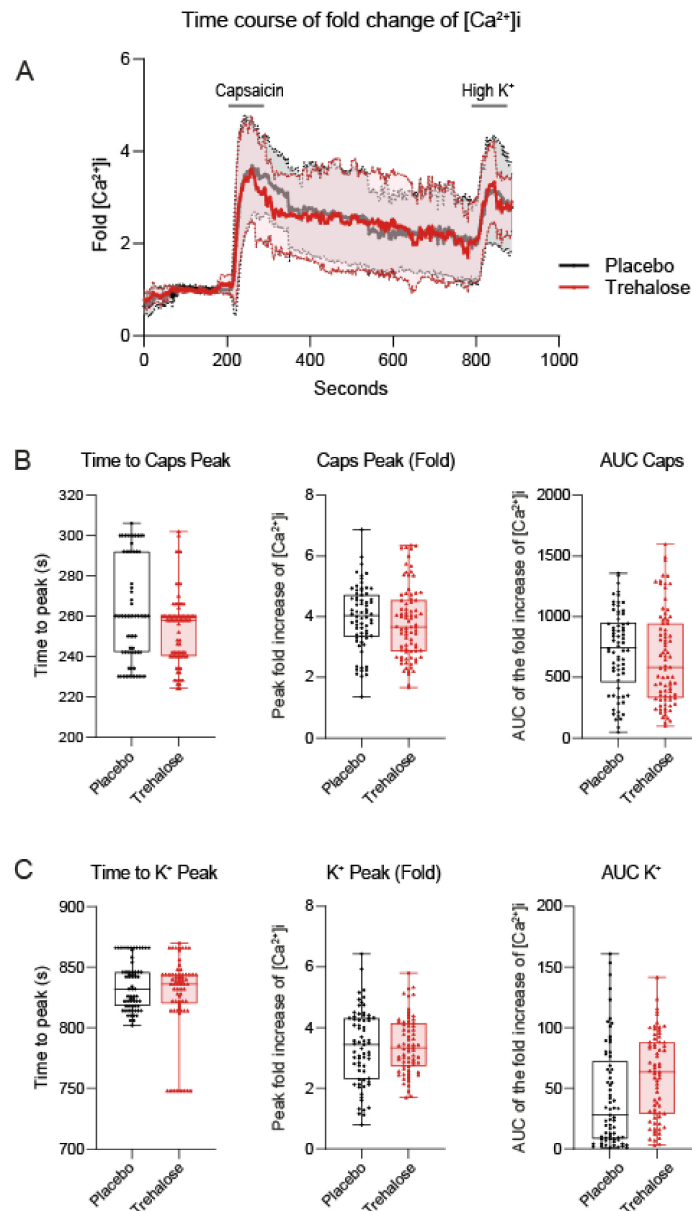 Time course of fold change of [Ca²⁺]i
A
6
4
2
0
Fold [Ca²⁺]i
Capsaicin
High K⁺
Placebo
Trehalose
0 200 400 600 800 1000
Seconds
B
Time to Caps Peak
Caps Peak (Fold)
AUC Caps
320
300
280
260
240
220
200
Time to peak (s)
Placebo
Trehalose
8
6
4
2
0
Peak fold increase of [Ca²⁺]i
Placebo
Trehalose
2000
1500
1000
500
0
AUC of the fold increase of [Ca²⁺]i
Placebo
Trehalose
C
Time to K⁺ Peak
K⁺ Peak (Fold)
AUC K⁺
900
850
800
750
700
Time to peak (s)
Placebo
Trehalose
8
6
4
2
0
Peak fold increase of [Ca²⁺]i
Placebo
Trehalose
200
150
100
50
0
AUC of the fold increase of [Ca²⁺]i
Placebo
Trehalose